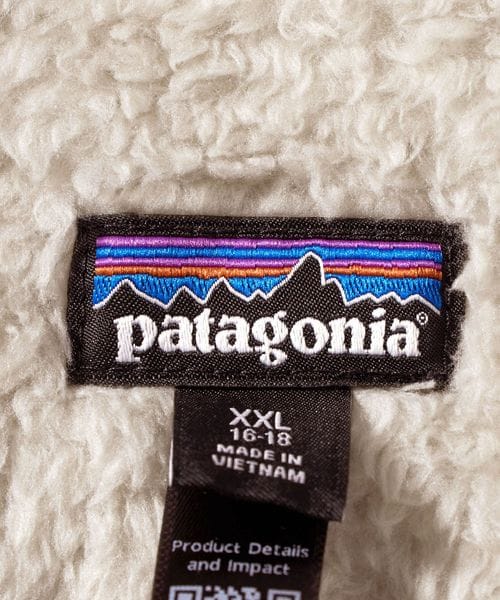 patagonia®
XXL
16-18
MADE IN
VIETNAM
Product Details
and Impact